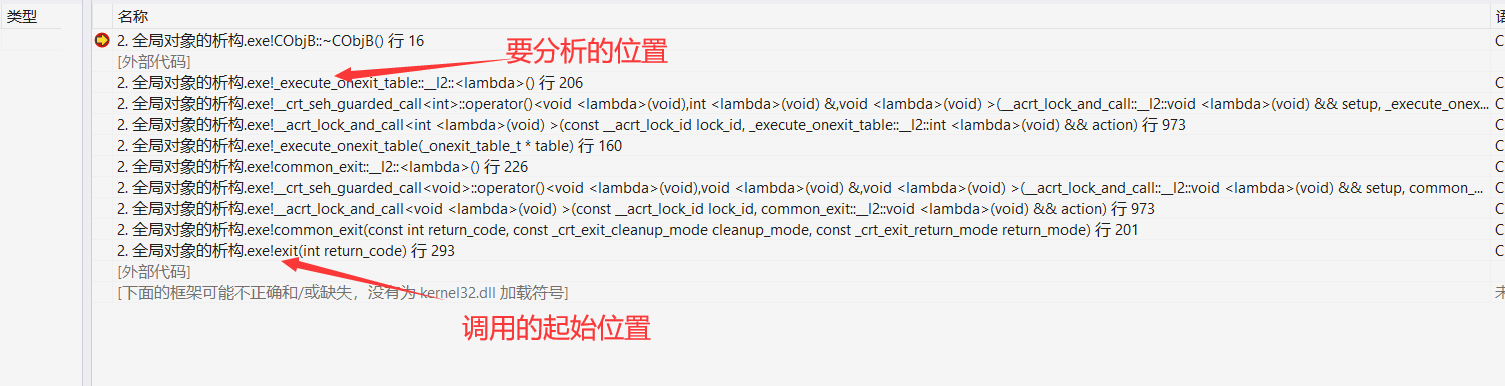 类型 名称
2. 全局对象的析构.exe!CObjB::~CObjB() 行 16
要分析的位置
[外部代码]
2. 全局对象的析构.exe!_execute_onexit_table::__l2::<lambda>() 行 206
2. 全局对象的析构.exe!__crt_seh_guarded_call<int>::operator()<void <lambda>(void),int <lambda>(void) &,void <lambda>(void) >(__acrt_lock_and_call::__l2::void <lambda>(void) && setup, _execute_onex...
2. 全局对象的析构.exe!__acrt_lock_and_call<int <lambda>(void) >(const __acrt_lock_id lock_id, _execute_onexit_table::__l2::int <lambda>(void) && action) 行 973
2. 全局对象的析构.exe!_execute_onexit_table(_onexit_table_t * table) 行 160
2. 全局对象的析构.exe!common_exit::__l2::<lambda>() 行 226
2. 全局对象的析构.exe!__crt_seh_guarded_call<void>::operator()<void <lambda>(void),void <lambda>(void) &,void <lambda>(void) >(__acrt_lock_and_call::__l2::void <lambda>(void) && setup, common_...
2. 全局对象的析构.exe!__acrt_lock_and_call<void <lambda>(void) >(const __acrt_lock_id lock_id, common_exit::__l2::void <lambda>(void) && action) 行 973
2. 全局对象的析构.exe!common_exit(const int return_code, const _crt_exit_cleanup_mode cleanup_mode, const _crt_exit_return_mode return_mode) 行 201
2. 全局对象的析构.exe!exit(int return_code) 行 293
[外部代码]
[下面的框架可能不正确和/或缺失，没有为 kernel32.dll 加载符号]
调用的起始位置